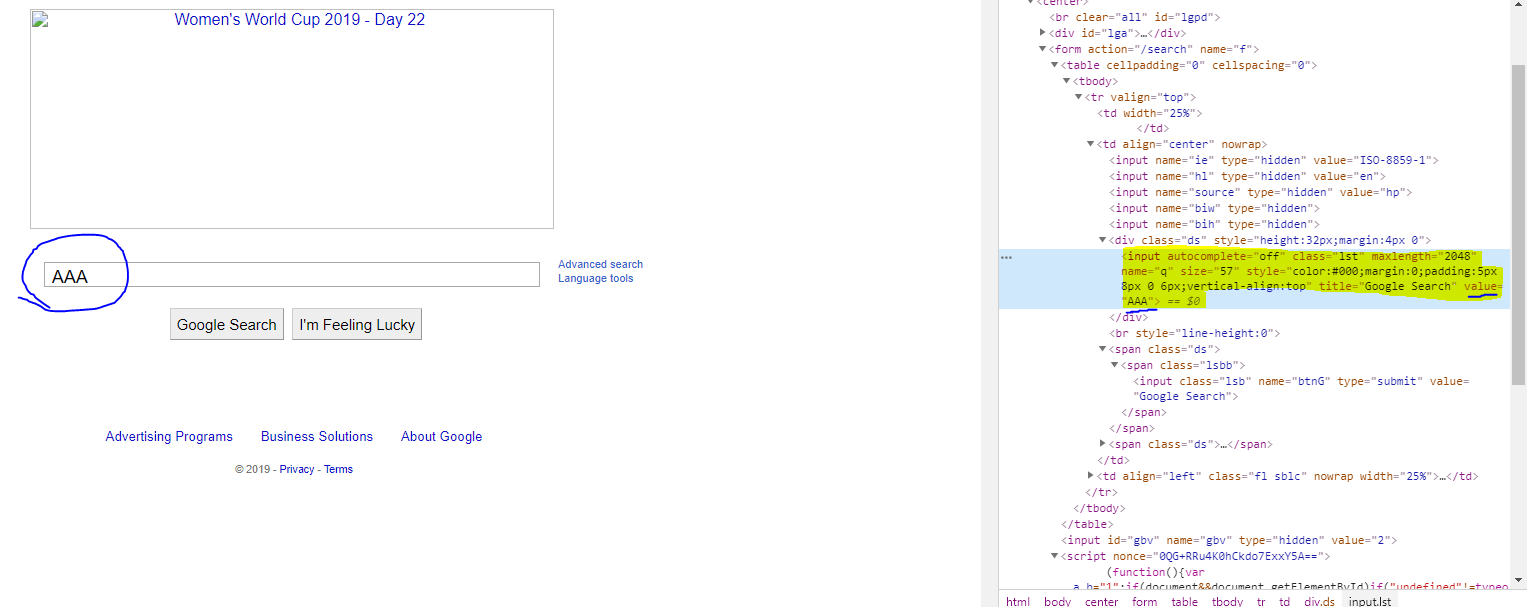 Women's World Cup 2019 - Day 22
AAA
Advanced search
Language tools
Google Search
I'm Feeling Lucky
Advertising Programs
Business Solutions
About Google
© 2019 - Privacy - Terms
<center>
<br clear="all" id="lgpd">
<div id="lga">…</div>
<form action="/search" name="f">
<table cellpadding="0" cellspacing="0">
<tbody>
<tr valign="top">
<td width="25%">
</td>
<td align="center" nowrap>
<input name="ie" type="hidden" value="ISO-8859-1">
<input name="hl" type="hidden" value="en">
<input name="source" type="hidden" value="hp">
<input name="biw" type="hidden">
<input name="bih" type="hidden">
<div class="ds" style="height:32px;margin:4px 0">
<input autocomplete="off" class="lst" maxlength="2048"
name="q" size="57" style="color:#000;margin:0;padding:5px
8px 0 6px;vertical-align:top" title="Google Search" value=
"AAA"> == $0
</div>
<br style="line-height:0">
<span class="ds">
<span class="lsbb">
<input class="lsb" name="btnG" type="submit" value=
"Google Search">
</span>
</span>
<span class="ds">…</span>
</td>
<td align="left" class="fl sblc" nowrap width="25%">…</td>
</tr>
</tbody>
</table>
<input id="gbv" name="gbv" type="hidden" value="2">
<script nonce="0QG+RRu4K0hCkdo7ExxY5A==">
(function(){var
a,b="1";if(document&&document.getElementById)if("undefined"!=typeo
html body center form table tbody tr td div.ds input.lst